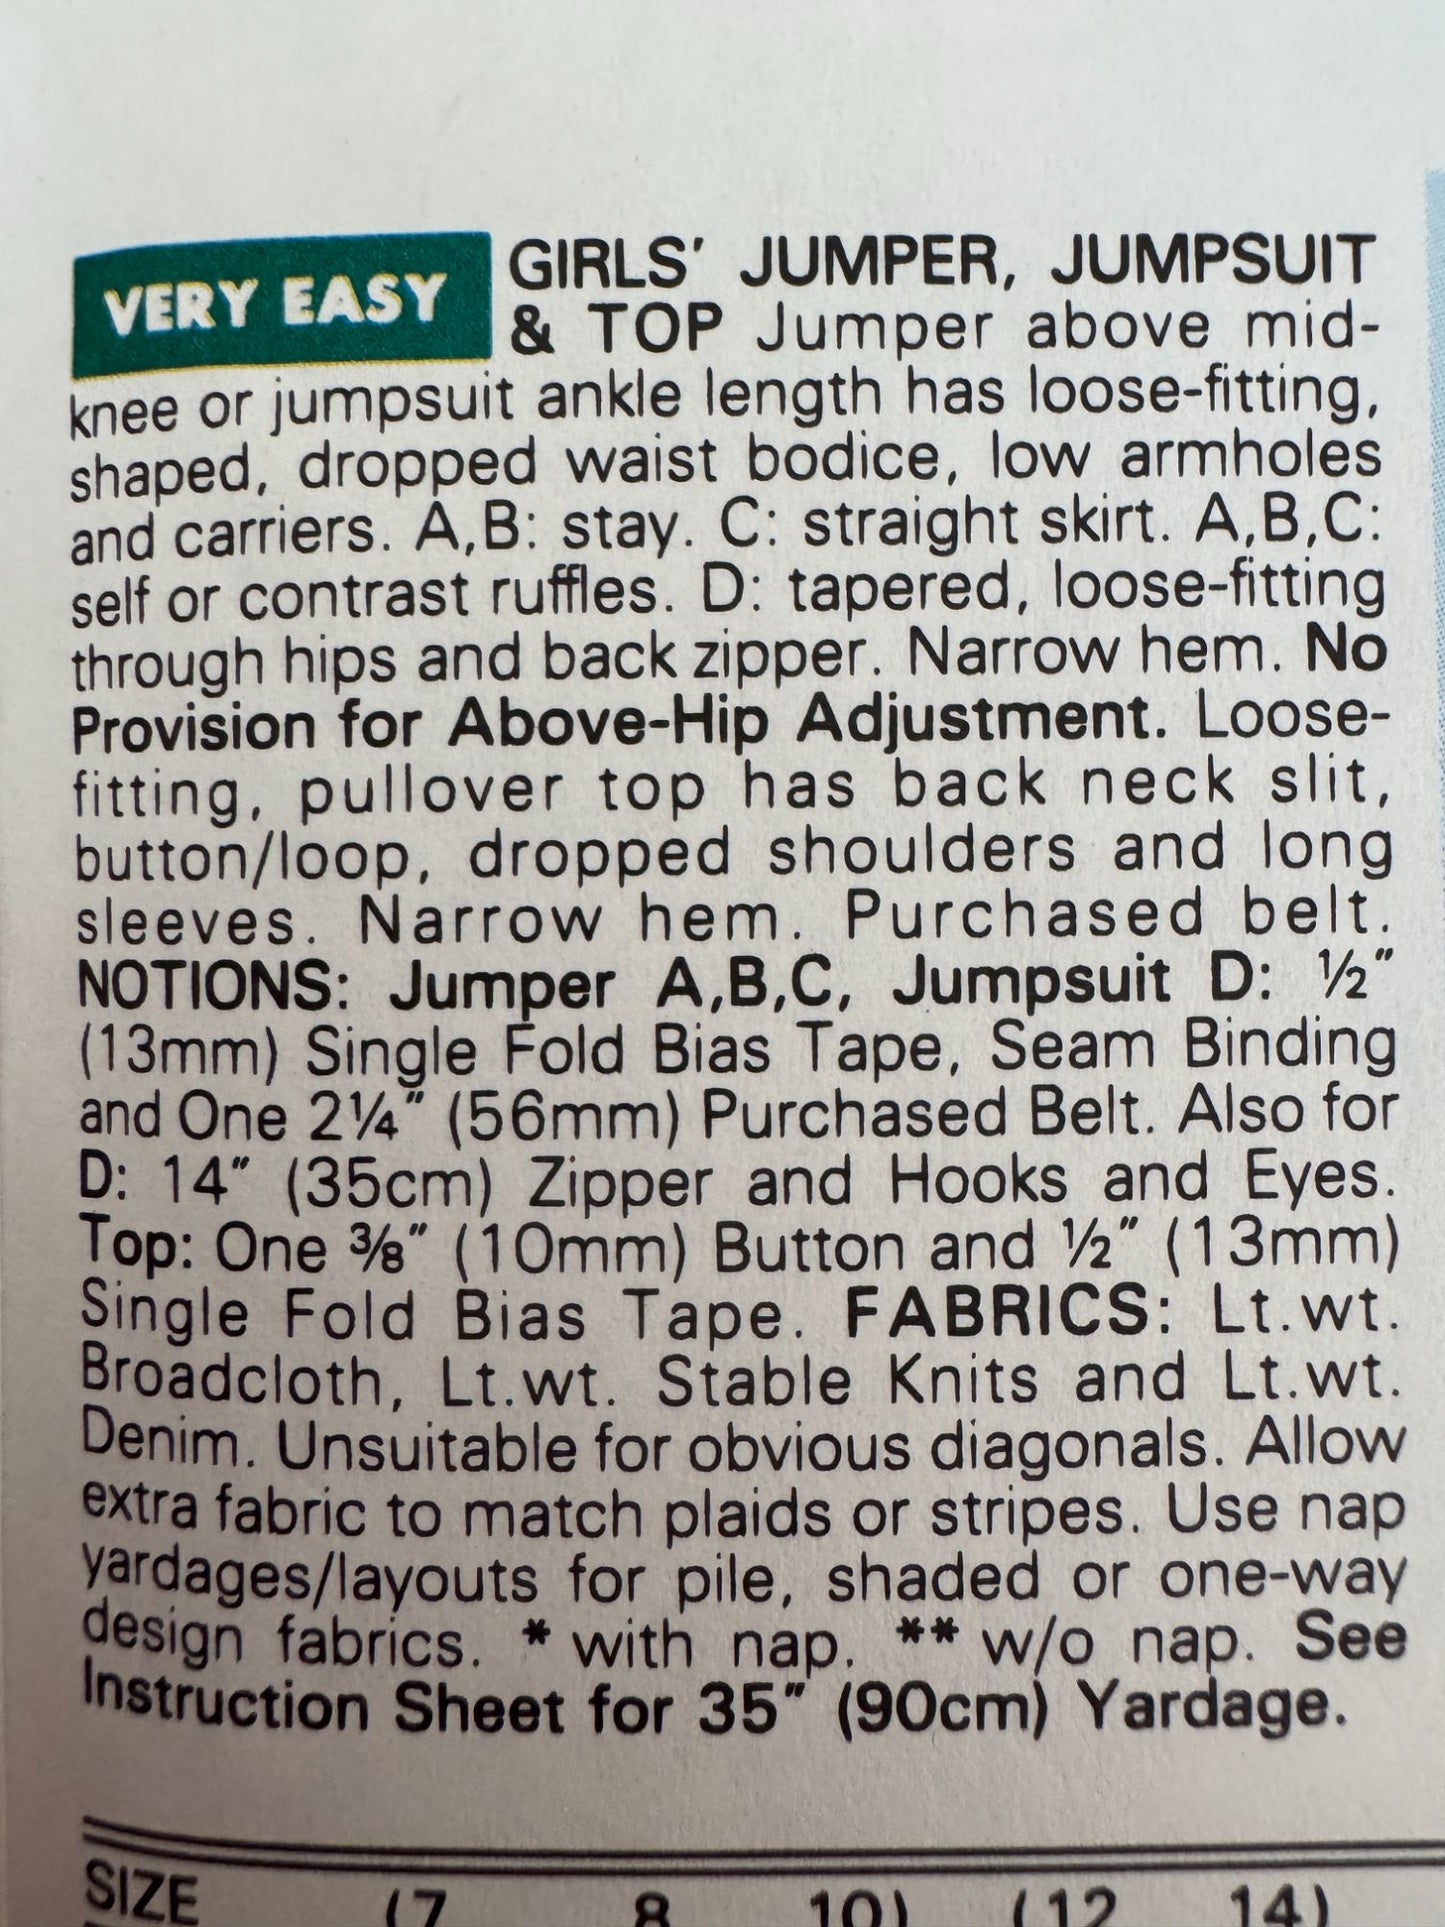 VERY EASY
GIRLS' JUMPER, JUMPSUIT
& TOP Jumper above mid-
knee or jumpsuit ankle length has loose-fitting,
shaped, dropped waist bodice, low armholes
and carriers. A,B: stay. C: straight skirt. A,B,C:
self or contrast ruffles. D: tapered, loose-fitting
through hips and back zipper. Narrow hem. No
Provision for Above-Hip Adjustment. Loose-
fitting, pullover top has back neck slit,
button/loop, dropped shoulders and long
sleeves. Narrow hem. Purchased belt.
NOTIONS: Jumper A,B,C, Jumpsuit D: ½"
(13mm) Single Fold Bias Tape, Seam Binding
and One 2¼" (56mm) Purchased Belt. Also for
D: 14" (35cm) Zipper and Hooks and Eyes.
Top: One ⅜" (10mm) Button and ½" (13mm)
Single Fold Bias Tape. FABRICS: Lt.wt.
Broadcloth, Lt.wt. Stable Knits and Lt.wt.
Denim. Unsuitable for obvious diagonals. Allow
extra fabric to match plaids or stripes. Use nap
yardages/layouts for pile, shaded or one-way
design fabrics. * with nap. ** w/o nap. See
Instruction Sheet for 35" (90cm) Yardage.
SIZE (7 8 10) (12 14)